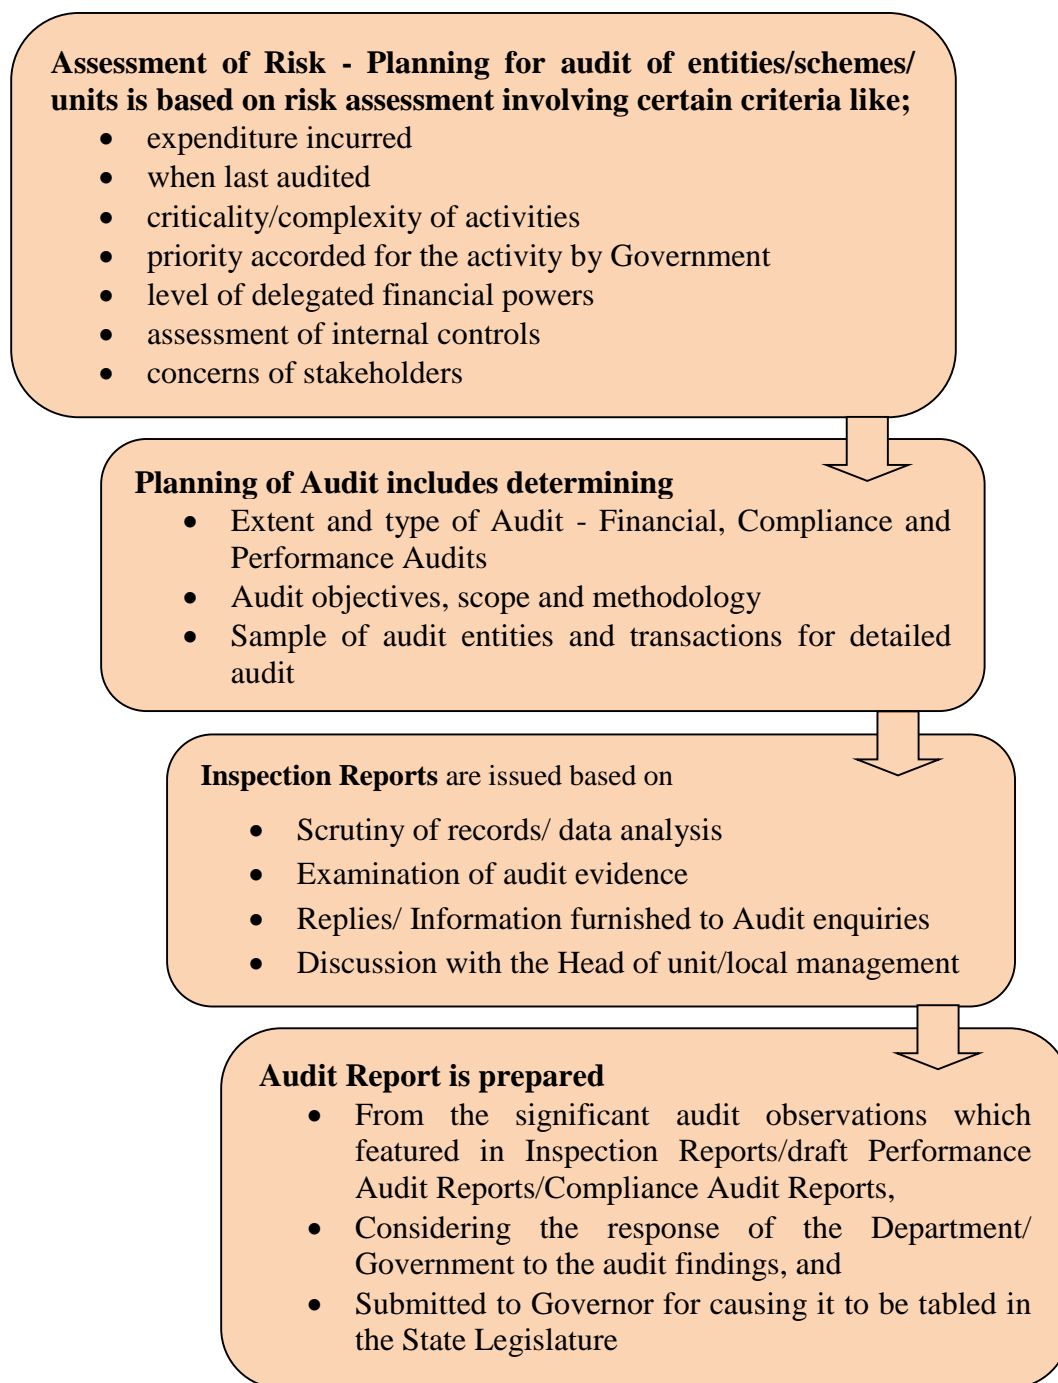 Assessment of Risk - Planning for audit of entities/schemes/
units is based on risk assessment involving certain criteria like;
• expenditure incurred
• when last audited
• criticality/complexity of activities
• priority accorded for the activity by Government
• level of delegated financial powers
• assessment of internal controls
• concerns of stakeholders
Planning of Audit includes determining
• Extent and type of Audit - Financial, Compliance and
Performance Audits
• Audit objectives, scope and methodology
• Sample of audit entities and transactions for detailed
audit
Inspection Reports are issued based on
• Scrutiny of records/ data analysis
• Examination of audit evidence
• Replies/ Information furnished to Audit enquiries
• Discussion with the Head of unit/local management
Audit Report is prepared
• From the significant audit observations which
featured in Inspection Reports/draft Performance
Audit Reports/Compliance Audit Reports,
• Considering the response of the Department/
Government to the audit findings, and
• Submitted to Governor for causing it to be tabled in
the State Legislature